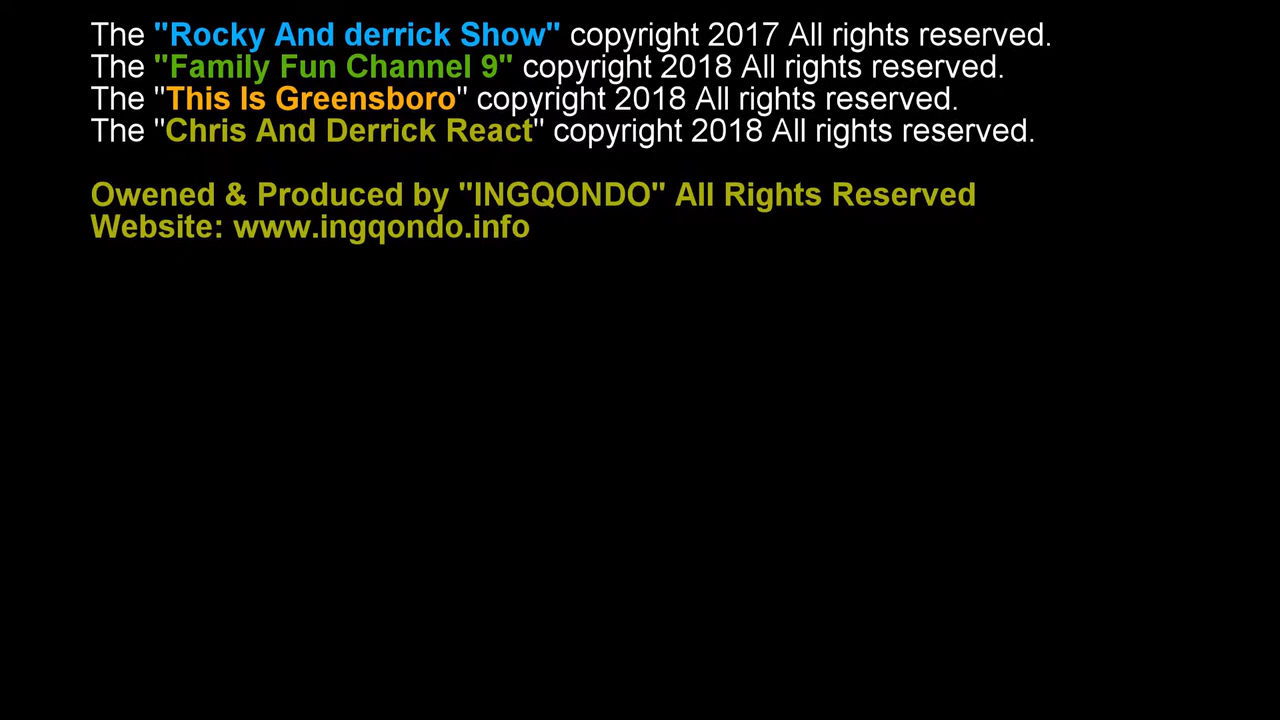 The "Rocky And derrick Show" copyright 2017 All rights reserved.
The "Family Fun Channel 9" copyright 2018 All rights reserved.
The "This Is Greensboro" copyright 2018 All rights reserved.
The "Chris And Derrick React" copyright 2018 All rights reserved.
Owened & Produced by "INGQONDO" All Rights Reserved
Website: www.ingqondo.info